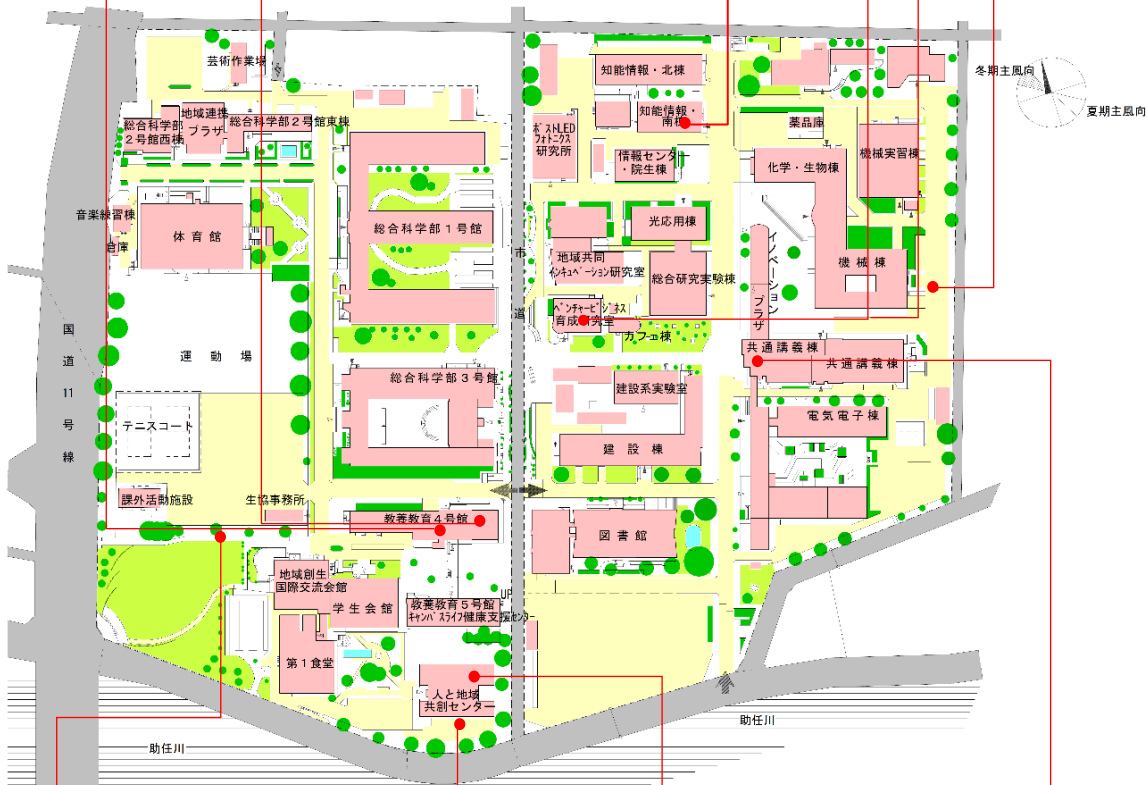 芸術作業場
地域連携
プラザ
総合科学部
２号館西棟
総合科学部２号館東棟
音楽練習棟
倉庫
体育館
総合科学部１号館
国道11号線
運動場
総合科学部３号館
テニスコート
課外活動施設
生協事務所
教養教育４号館
地域創生
国際交流会館
学生会館
教養教育５号館
キャンパスライフ健康支援センター
UP
第１食堂
人と地域
共創センター
助任川
市道
知能情報・北棟
知能情報・
南棟
ポストLED
フォトニクス
研究所
情報センター
・院生棟
光応用棟
地域共同
インキュベーション研究室
総合研究実験棟
ベンチャービジネス
育成研究室
カフェ棟
建設系実験室
建設棟
図書館
薬品庫
化学・生物棟
機械実習棟
機械棟
イノベーションプラザ
共通講義棟
共通講義棟
電気電子棟
助任川
冬期主風向
夏期主風向